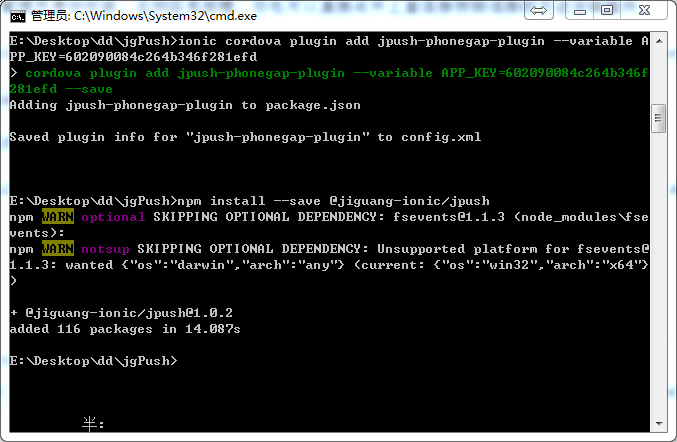 管理员: C:\Windows\System32\cmd.exe
E:\Desktop\dd\jgPush>ionic cordova plugin add jpush-phonegap-plugin --variable A
PP_KEY=602090084c264b346f281efd
> cordova plugin add jpush-phonegap-plugin --variable APP_KEY=602090084c264b346f
281efd --save
Adding jpush-phonegap-plugin to package.json
Saved plugin info for "jpush-phonegap-plugin" to config.xml
E:\Desktop\dd\jgPush>npm install --save @jiguang-ionic/jpush
npm WARN optional SKIPPING OPTIONAL DEPENDENCY: fsevents@1.1.3 (node_modules\fse
vents):
npm WARN notsup SKIPPING OPTIONAL DEPENDENCY: Unsupported platform for fsevents@
1.1.3: wanted {"os":"darwin","arch":"any"} (current: {"os":"win32","arch":"x64"}
)
+ @jiguang-ionic/jpush@1.0.2
added 116 packages in 14.087s
E:\Desktop\dd\jgPush>
半: